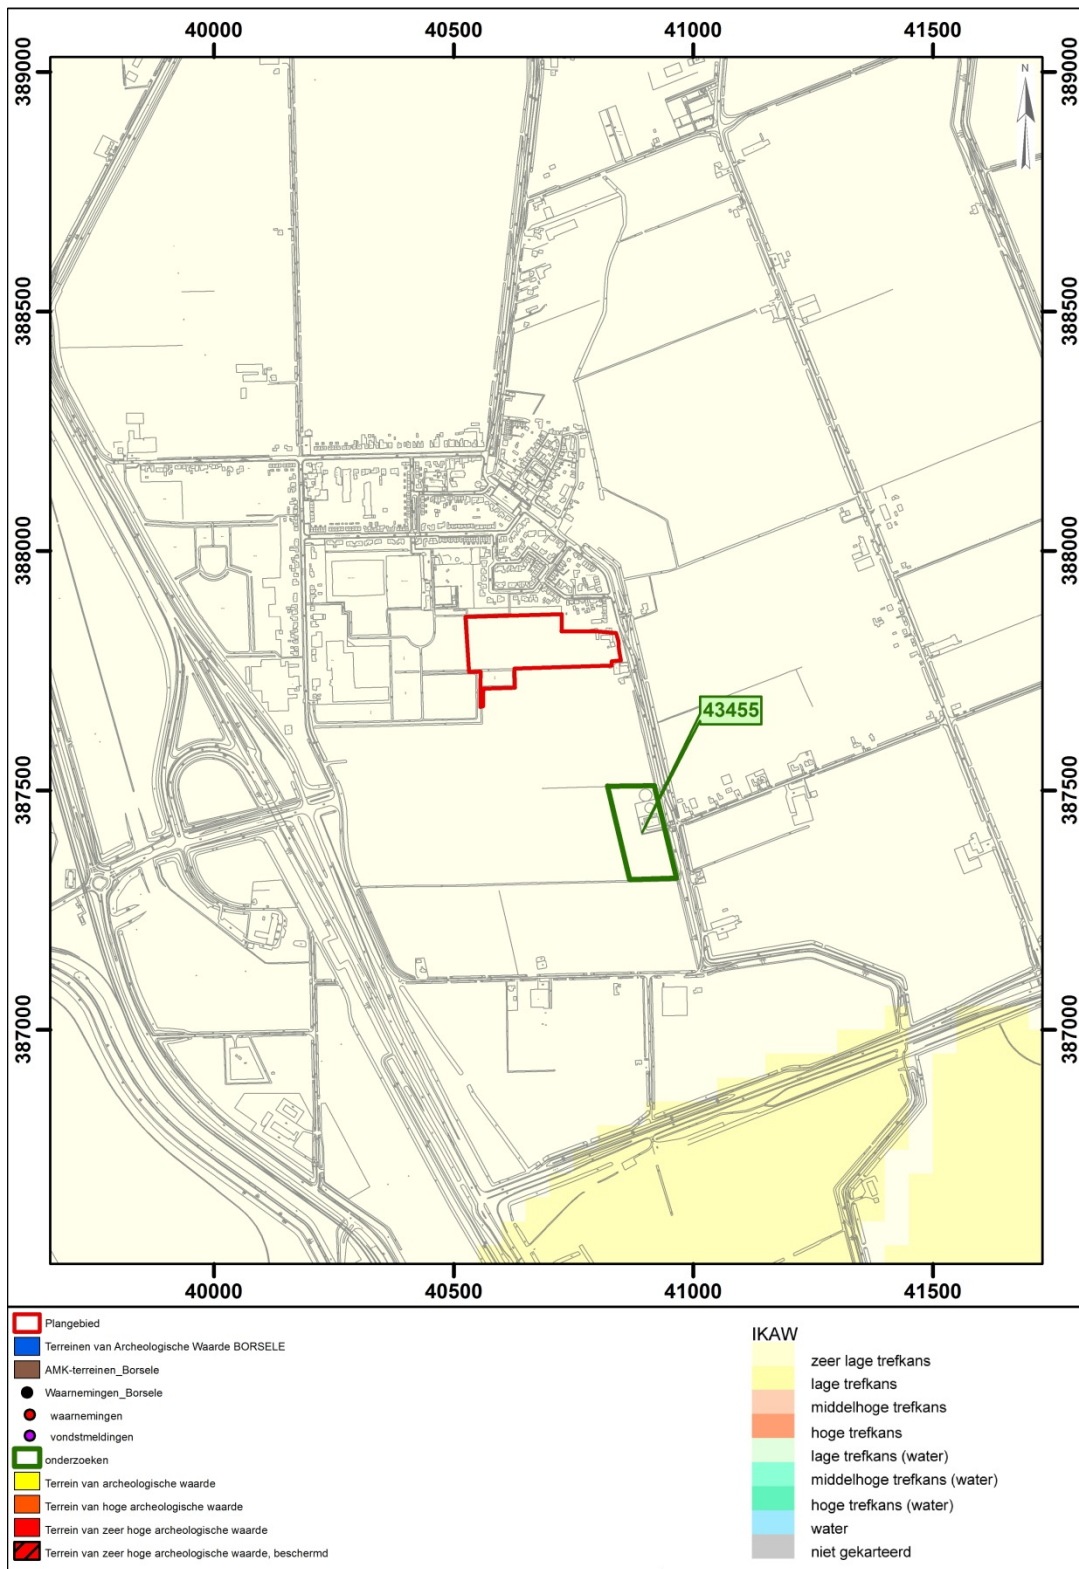 40000 40500 41000 41500
389000 389000
N
388500 388500
388000 388000
43455
387500 387500
387000 387000
40000 40500 41000 41500
Plangebied
Terreinen van Archeologische Waarde BORSELE
AMK-terreinen_Borsele
Waarnemingen_Borsele
waarnemingen
vondstmeldingen
onderzoeken
Terrein van archeologische waarde
Terrein van hoge archeologische waarde
Terrein van zeer hoge archeologische waarde
Terrein van zeer hoge archeologische waarde, beschermd
IKAW
zeer lage trefkans
lage trefkans
middelhoge trefkans
hoge trefkans
lage trefkans (water)
middelhoge trefkans (water)
hoge trefkans (water)
water
niet gekarteerd